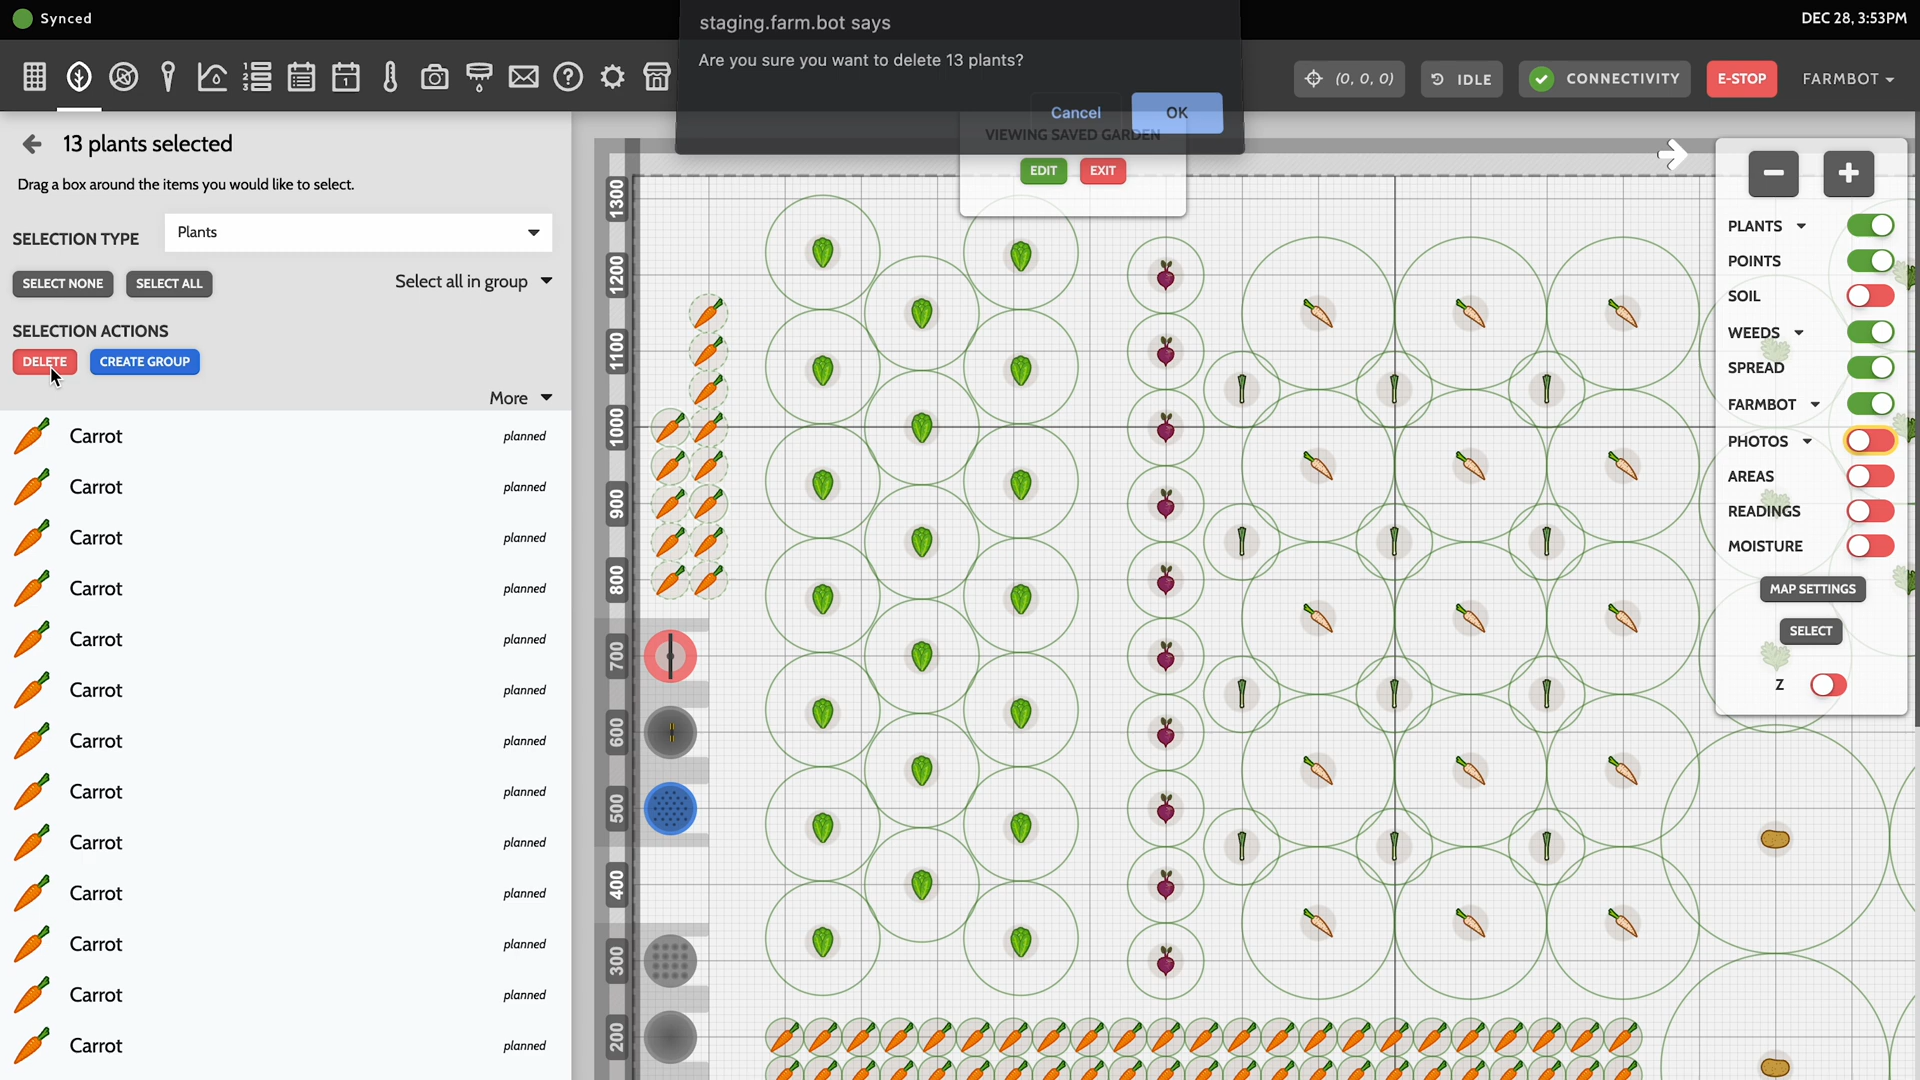 Synced
staging.farm.bot says
DEC 28, 3:53PM
Are you sure you want to delete 13 plants?
Cancel
OK
(0, 0, 0)
IDLE
CONNECTIVITY
E-STOP
FARMBOT
VIEWING SAVED GARDEN
EDIT
EXIT
13 plants selected
Drag a box around the items you would like to select.
SELECTION TYPE
Plants
SELECT NONE
SELECT ALL
Select all in group
SELECTION ACTIONS
DELETE
CREATE GROUP
More
Carrot planned
Carrot planned
Carrot planned
Carrot planned
Carrot planned
Carrot planned
Carrot planned
Carrot planned
Carrot planned
Carrot planned
Carrot planned
Carrot planned
Carrot planned
1300
1200
1100
1000
900
800
700
600
500
400
300
200
PLANTS
POINTS
SOIL
WEEDS
SPREAD
FARMBOT
PHOTOS
AREAS
READINGS
MOISTURE
MAP SETTINGS
SELECT
Z